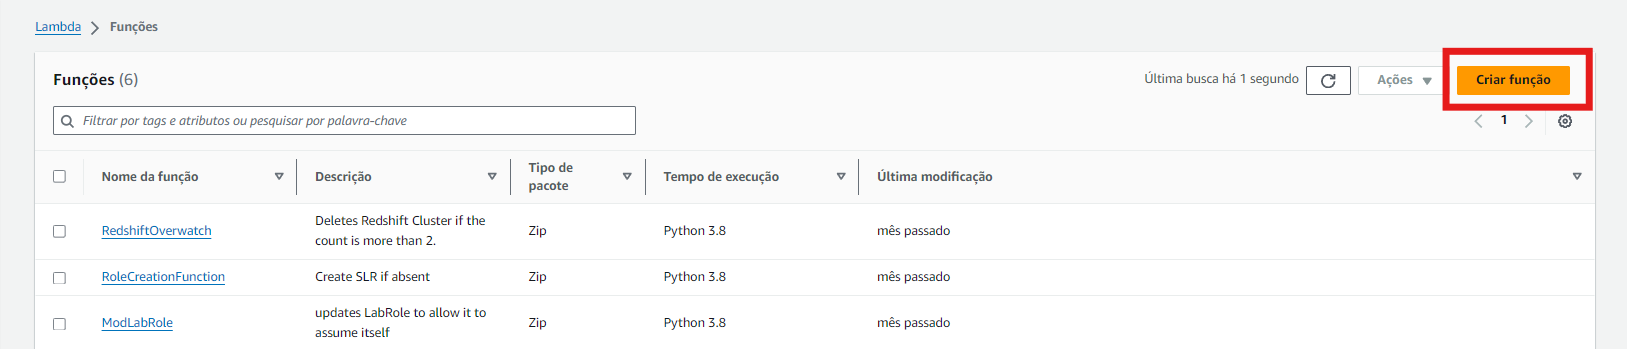 Lambda > Funções
Funções (6)
Última busca há 1 segundo
Ações
Criar função
Filtrar por tags e atributos ou pesquisar por palavra-chave
1
Nome da função
Descrição
Tipo de
pacote
Tempo de execução
Última modificação
RedshiftOverwatch
Deletes Redshift Cluster if the
count is more than 2.
Zip
Python 3.8
mês passado
RoleCreationFunction
Create SLR if absent
Zip
Python 3.8
mês passado
ModLabRole
updates LabRole to allow it to
assume itself
Zip
Python 3.8
mês passado